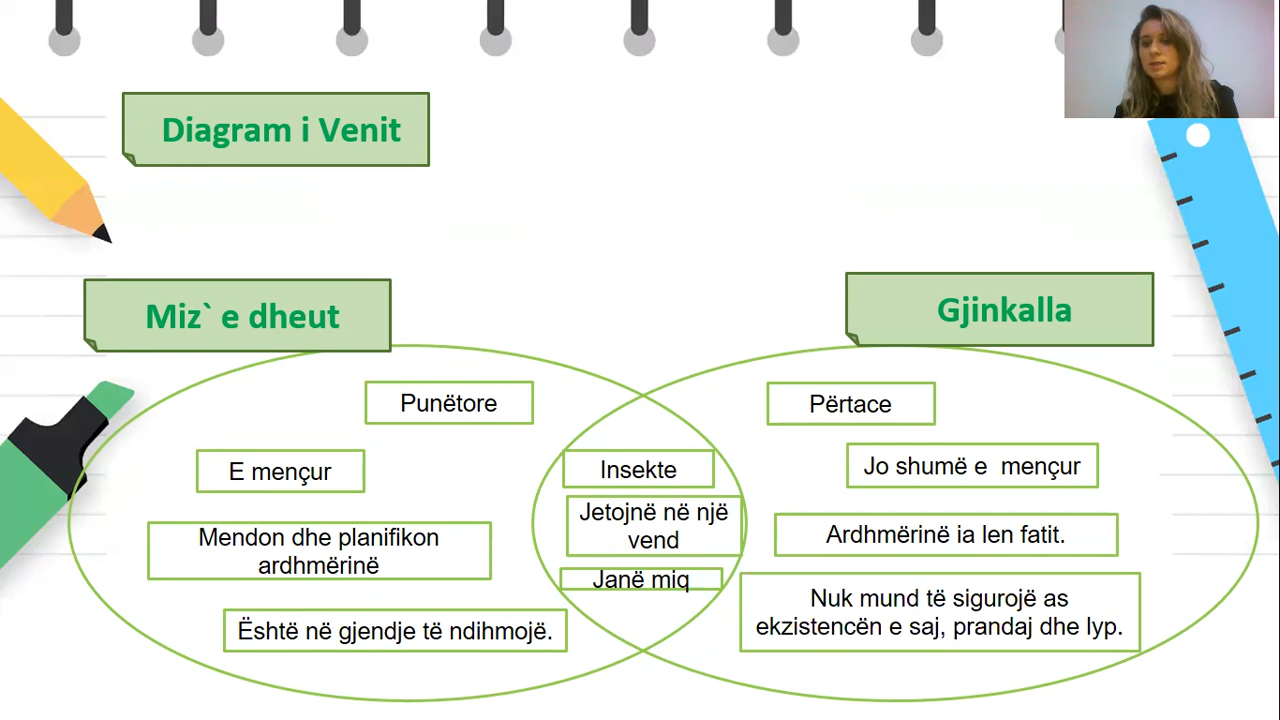 Diagram i Venit
Miz` e dheut
Gjinkalla
Punëtore
E mençur
Mendon dhe planifikon
ardhmërinë
Është në gjendje të ndihmojë.
Insekte
Jetojnë në një
vend
Janë miq
Përtace
Jo shumë e  mençur
Ardhmërinë ia len fatit.
Nuk mund të sigurojë as
ekzistencën e saj, prandaj dhe lyp.